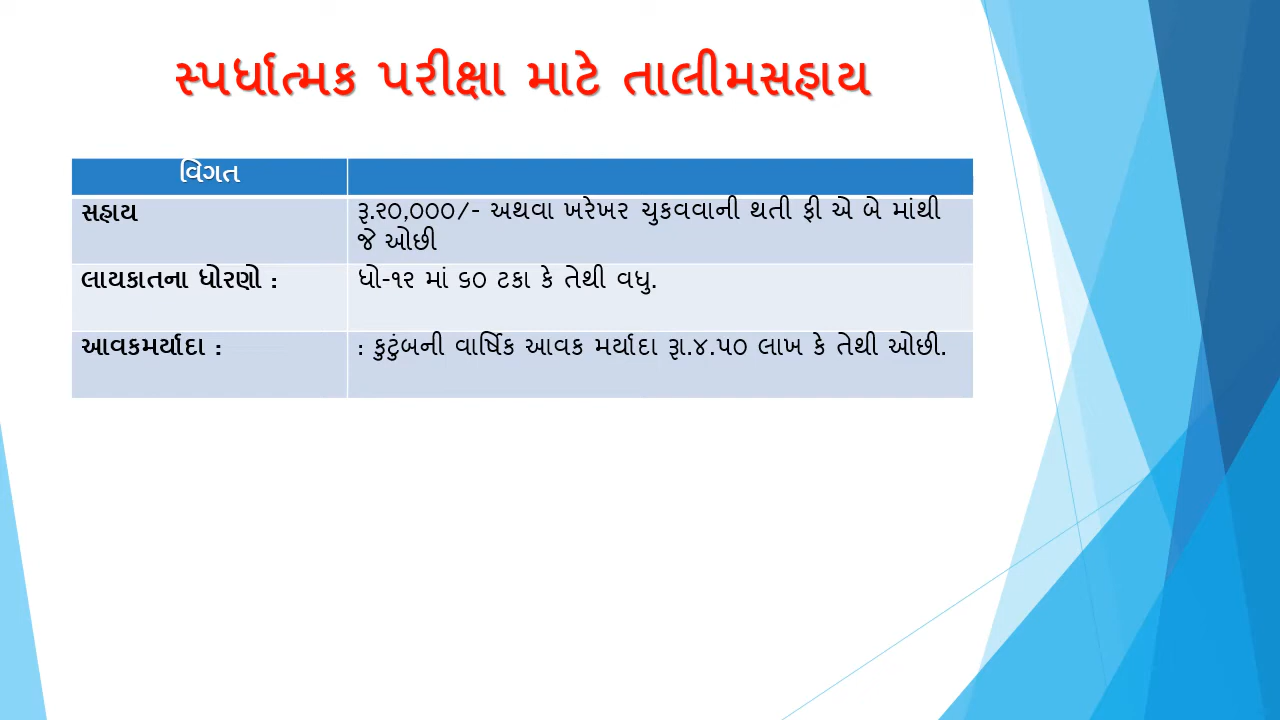 સ્પર્ધાત્મક પરીક્ષા માટે તાલીમસહાય
વિગત
સહાય રૂ.૨૦,૦૦૦/- અથવા ખરેખર ચુકવવાની થતી ફી એ બે માંથી
જે ઓછી
લાયકાતના ધોરણો : ધો-૧૨ માં ૬૦ ટકા કે તેથી વધુ.
આવકમર્યાદા : : કુટુંબની વાર્ષિક આવક મર્યાદા રૂા.૪.૫૦ લાખ કે તેથી ઓછી.